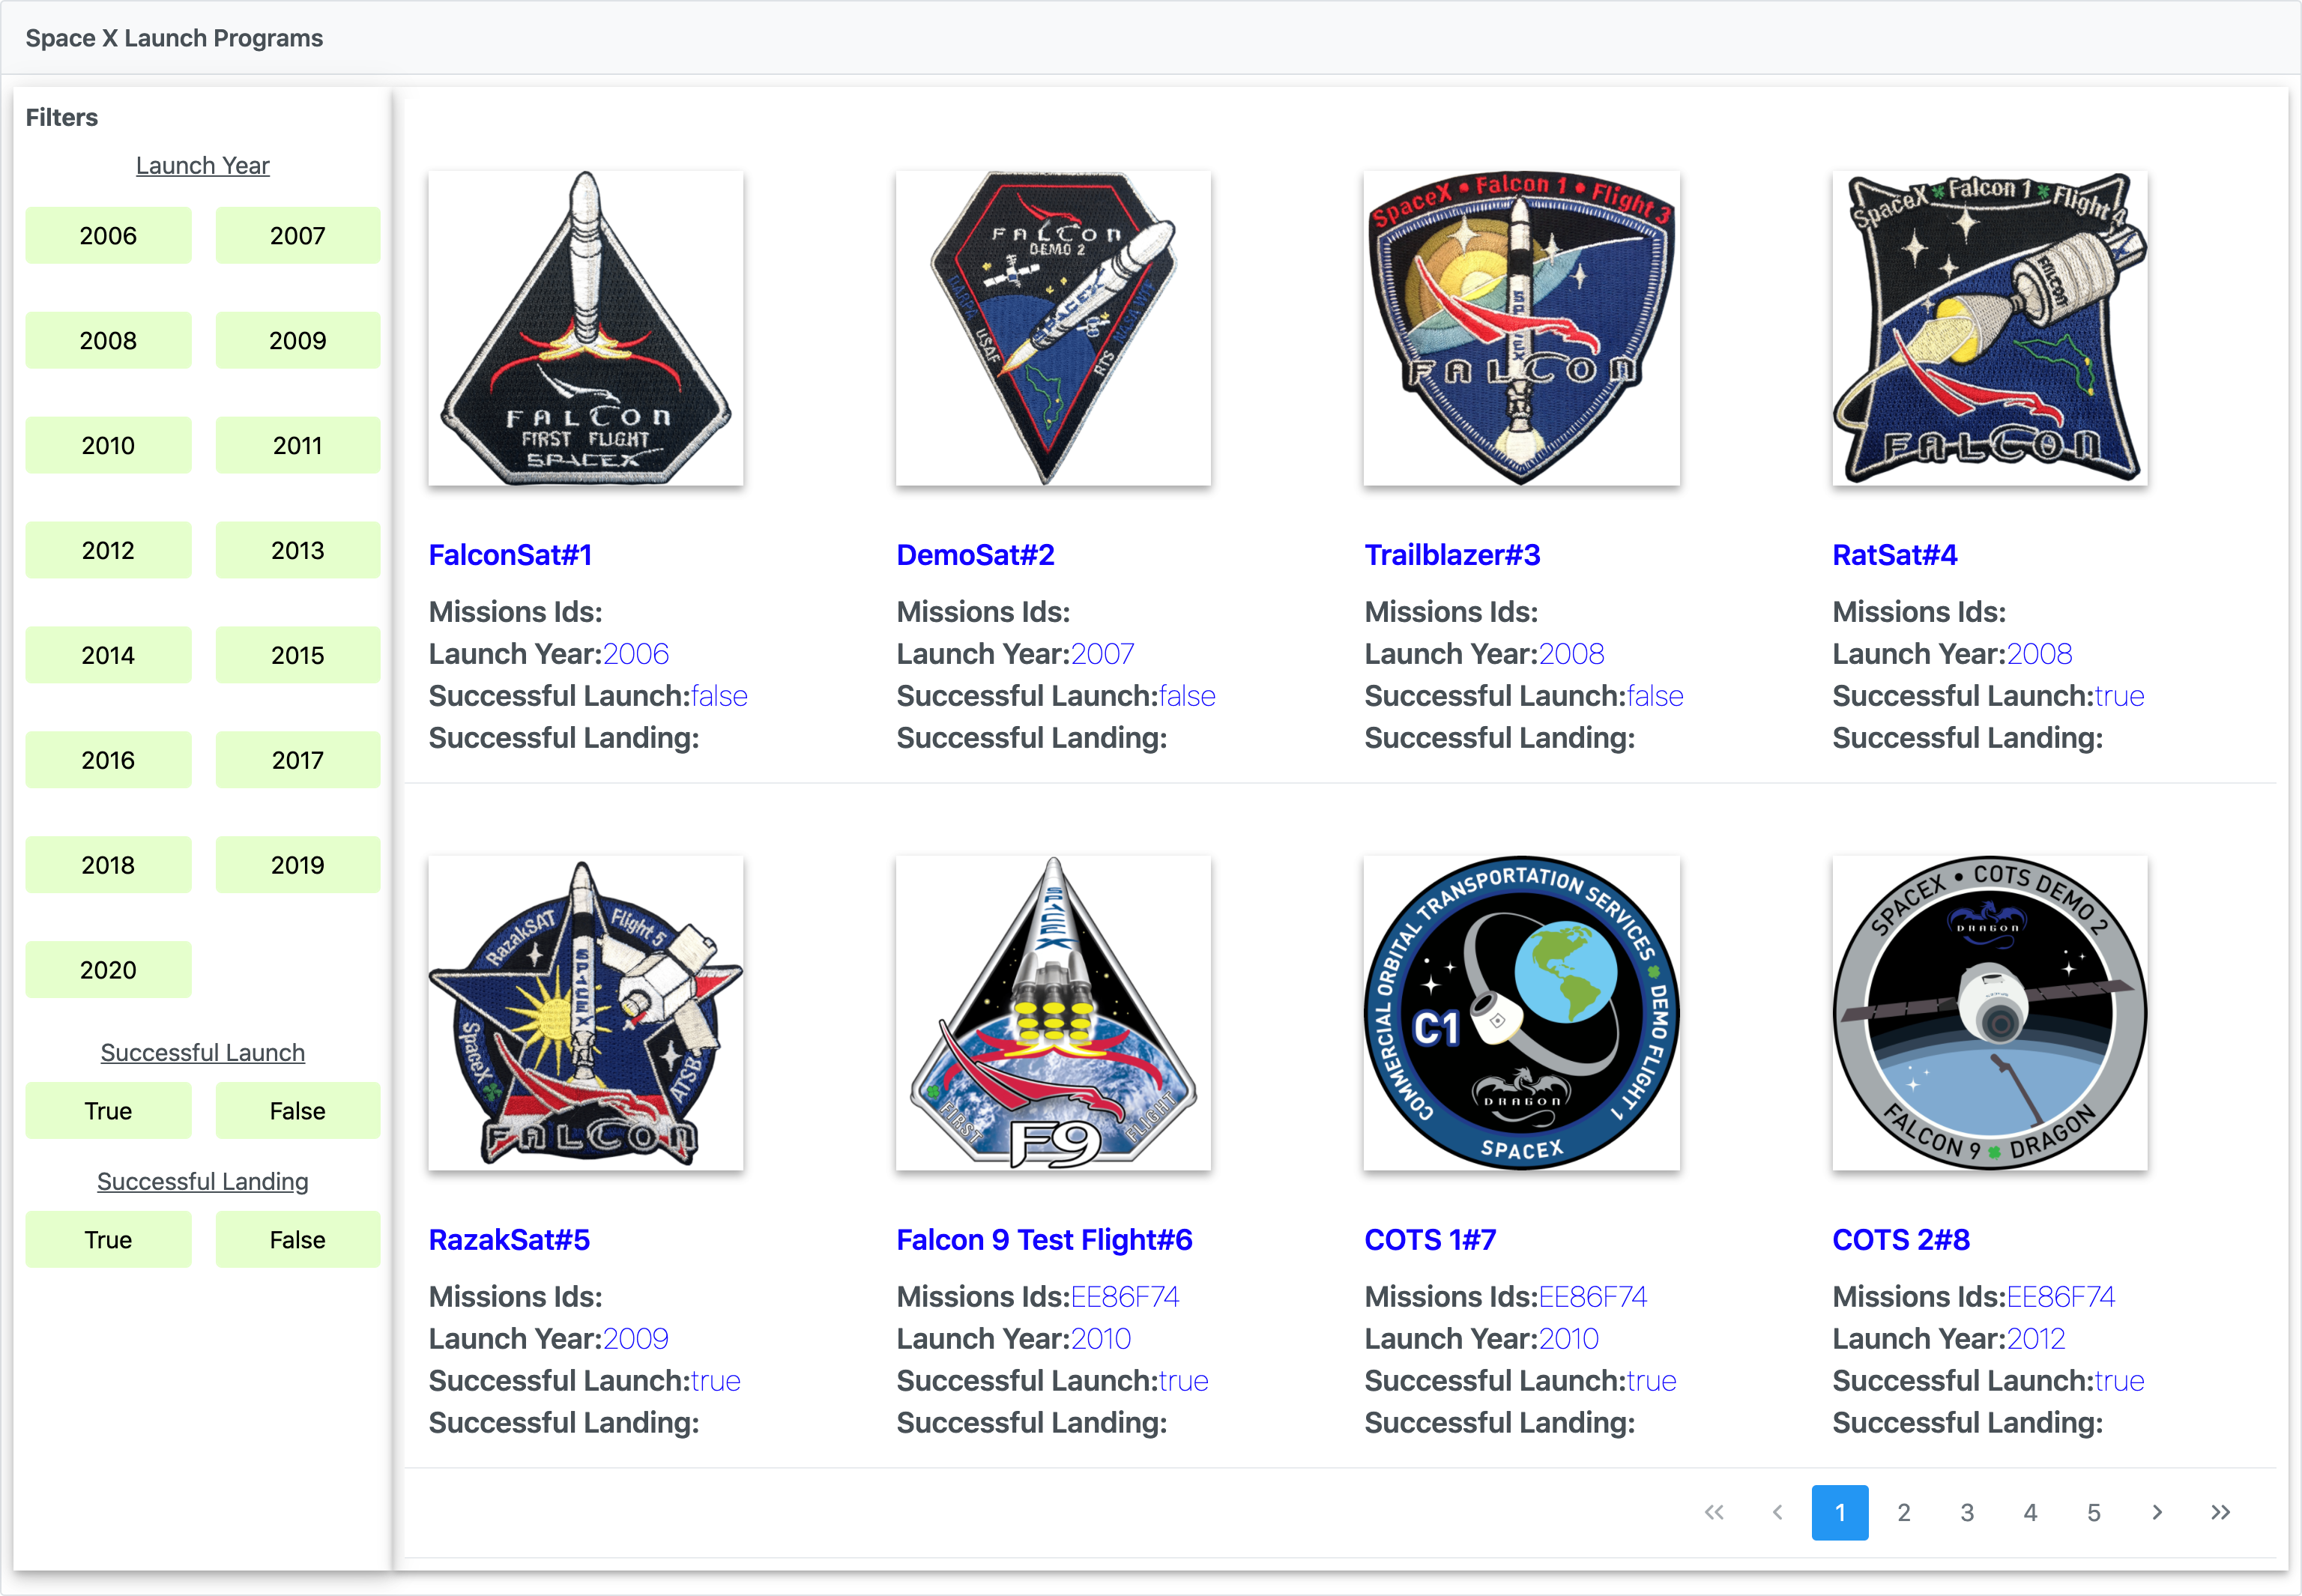 Space X Launch Programs
Filters
Launch Year
2006 2007
2008 2009
2010 2011
2012 2013
2014 2015
2016 2017
2018 2019
2020
Successful Launch
True False
Successful Landing
True False
FALCON
FIRST FLIGHT
SPACEX
FalconSat#1
Missions Ids:
Launch Year:2006
Successful Launch:false
Successful Landing:
FALCON
DEMO 2
SPACEX
DARPA USAF
RTS NASA WFF
DemoSat#2
Missions Ids:
Launch Year:2007
Successful Launch:false
Successful Landing:
SpaceX • Falcon 1 • Flight 3
SPACEX
FALCON
Trailblazer#3
Missions Ids:
Launch Year:2008
Successful Launch:false
Successful Landing:
SpaceX Falcon 1 Flight 4
FALCON
FALCON
RatSat#4
Missions Ids:
Launch Year:2008
Successful Launch:true
Successful Landing:
RazakSAT Flight 5
SPACEX
SpaceX
ATSB
FALCON
RazakSat#5
Missions Ids:
Launch Year:2009
Successful Launch:true
Successful Landing:
SPACEX
FIRST FLIGHT
F9
Falcon 9 Test Flight#6
Missions Ids:EE86F74
Launch Year:2010
Successful Launch:true
Successful Landing:
COMMERCIAL ORBITAL TRANSPORTATION SERVICES DEMO FLIGHT 1
C1
DRAGON
SPACEX
COTS 1#7
Missions Ids:EE86F74
Launch Year:2010
Successful Launch:true
Successful Landing:
SPACEX • COTS DEMO 2
DRAGON
FALCON 9 DRAGON
COTS 2#8
Missions Ids:EE86F74
Launch Year:2012
Successful Launch:true
Successful Landing:
« ‹ 1 2 3 4 5 › »